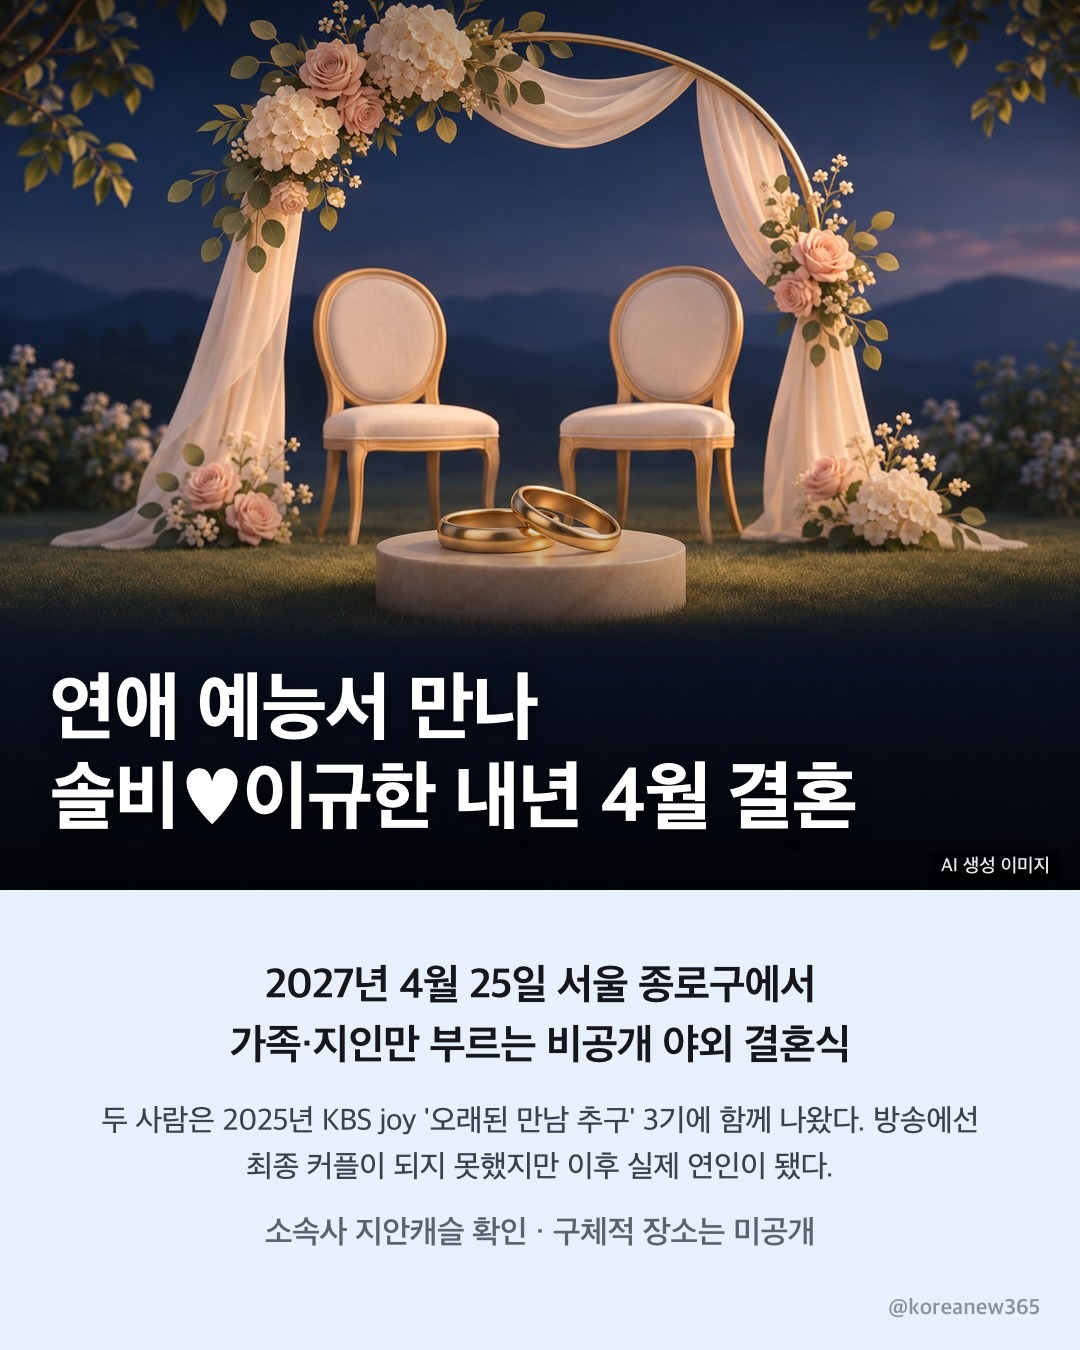 연애 예능서 만나
솔비♥이규한 내년 4월 결혼
AI 생성 이미지
2027년 4월 25일 서울 종로구에서
가족·지인만 부르는 비공개 야외 결혼식
두 사람은 2025년 KBS joy '오래된 만남 추구' 3기에 함께 나왔다. 방송에선
최종 커플이 되지 못했지만 이후 실제 연인이 됐다.
소속사 지안캐슬 확인 · 구체적 장소는 미공개
@koreanew365